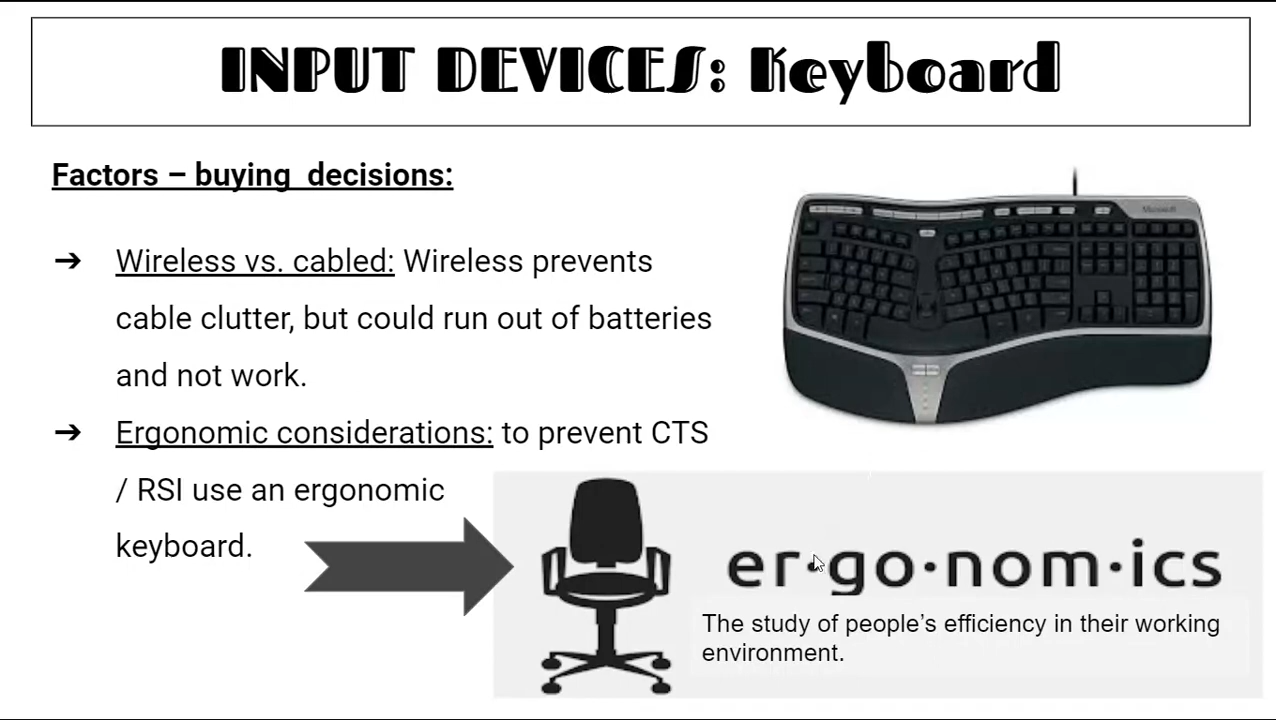 INPUT DEVICES: Keyboard
Factors – buying decisions:
➔ Wireless vs. cabled: Wireless prevents
cable clutter, but could run out of batteries
and not work.
➔ Ergonomic considerations: to prevent CTS
/ RSI use an ergonomic
keyboard.
Microsoft
er·go·nom·ics
The study of people’s efficiency in their working
environment.